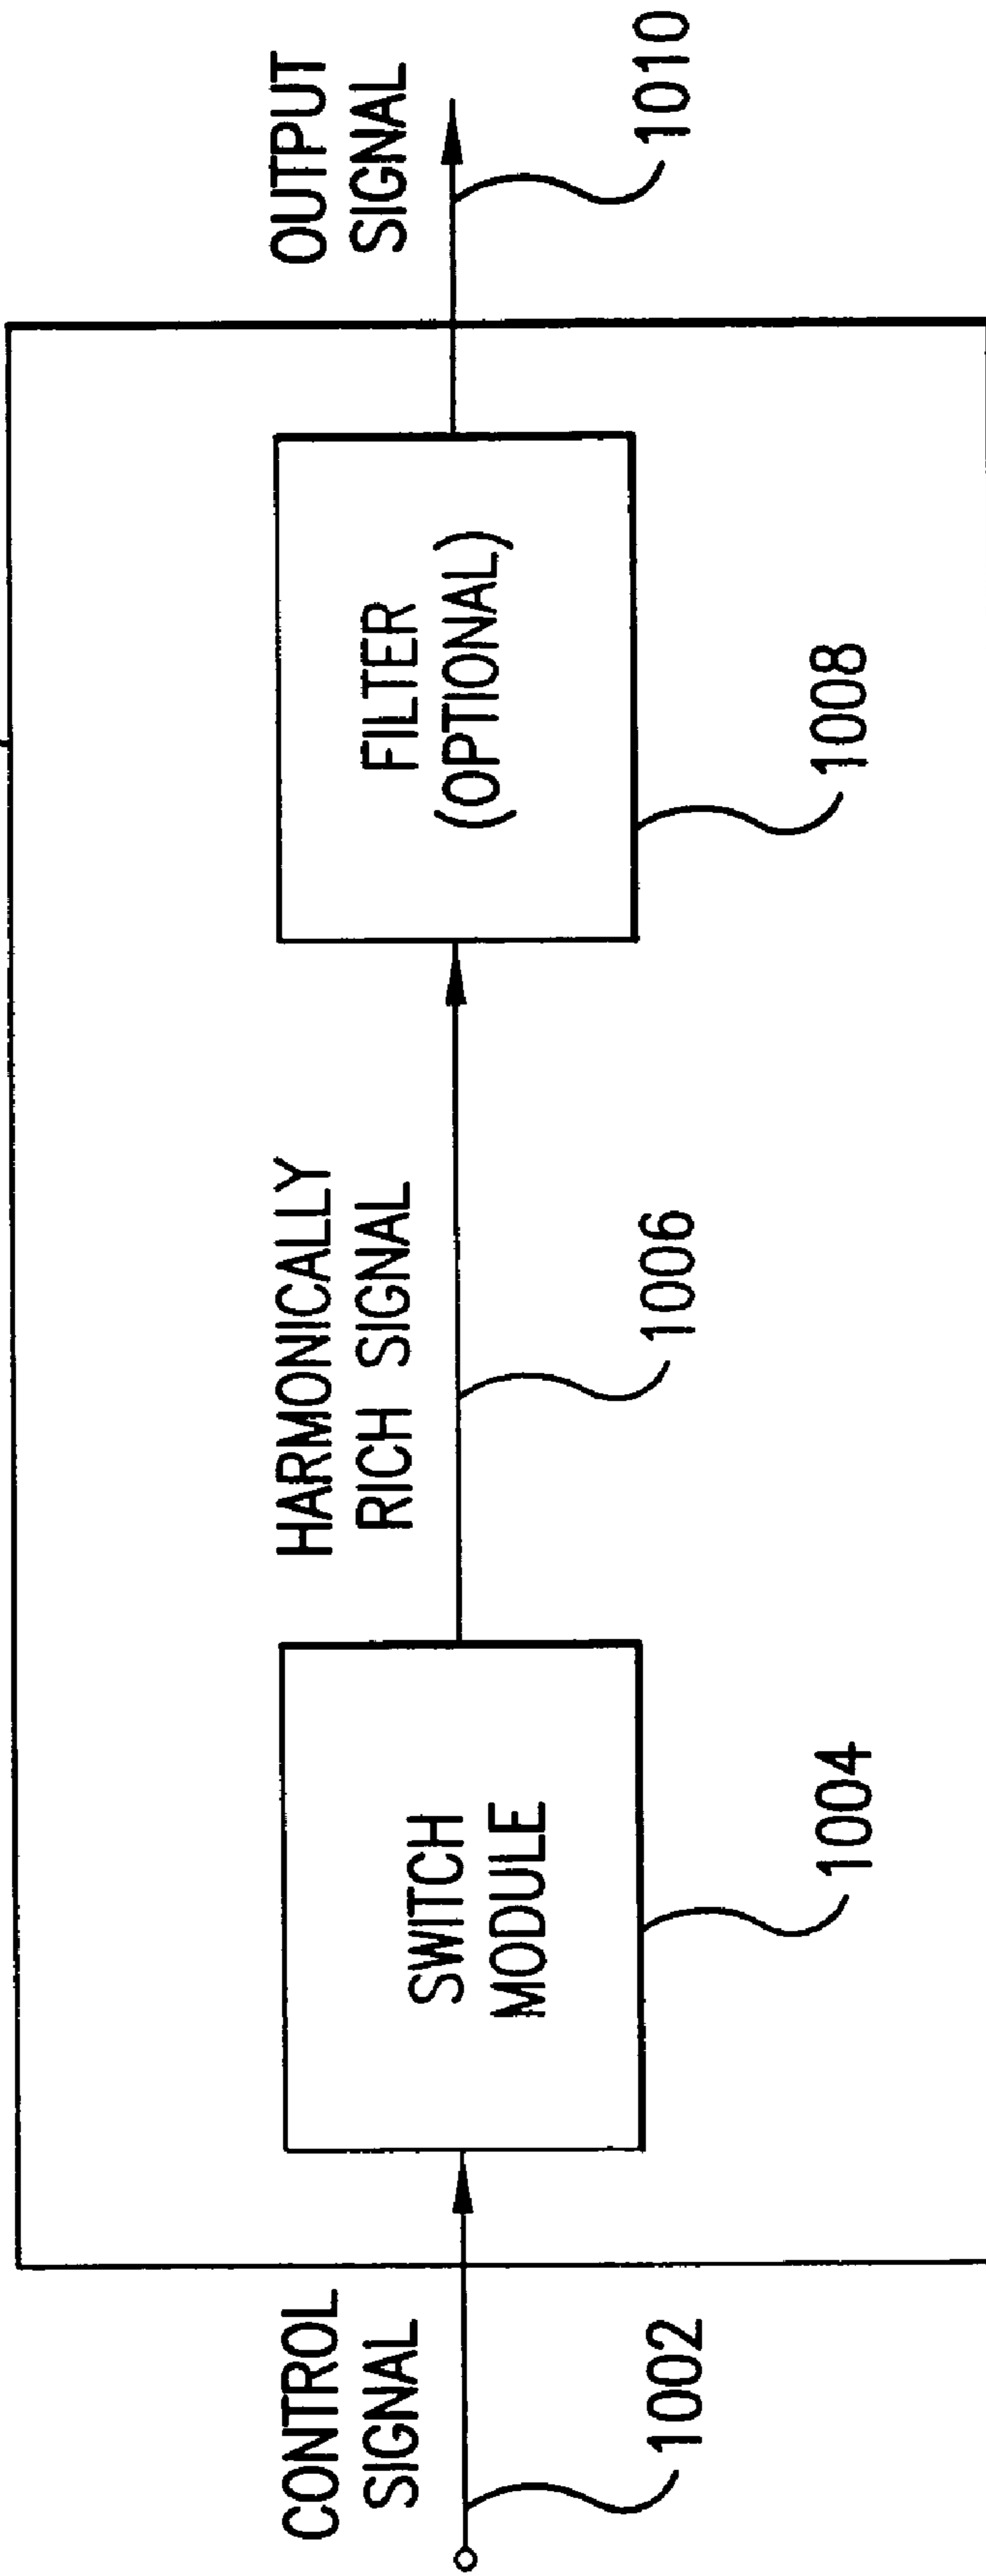 CONTROL
SIGNAL
1002
SWITCH
MODULE
1004
HARMONICALLY
RICH SIGNAL
1006
FILTER
(OPTIONAL)
1008
OUTPUT
SIGNAL
1010